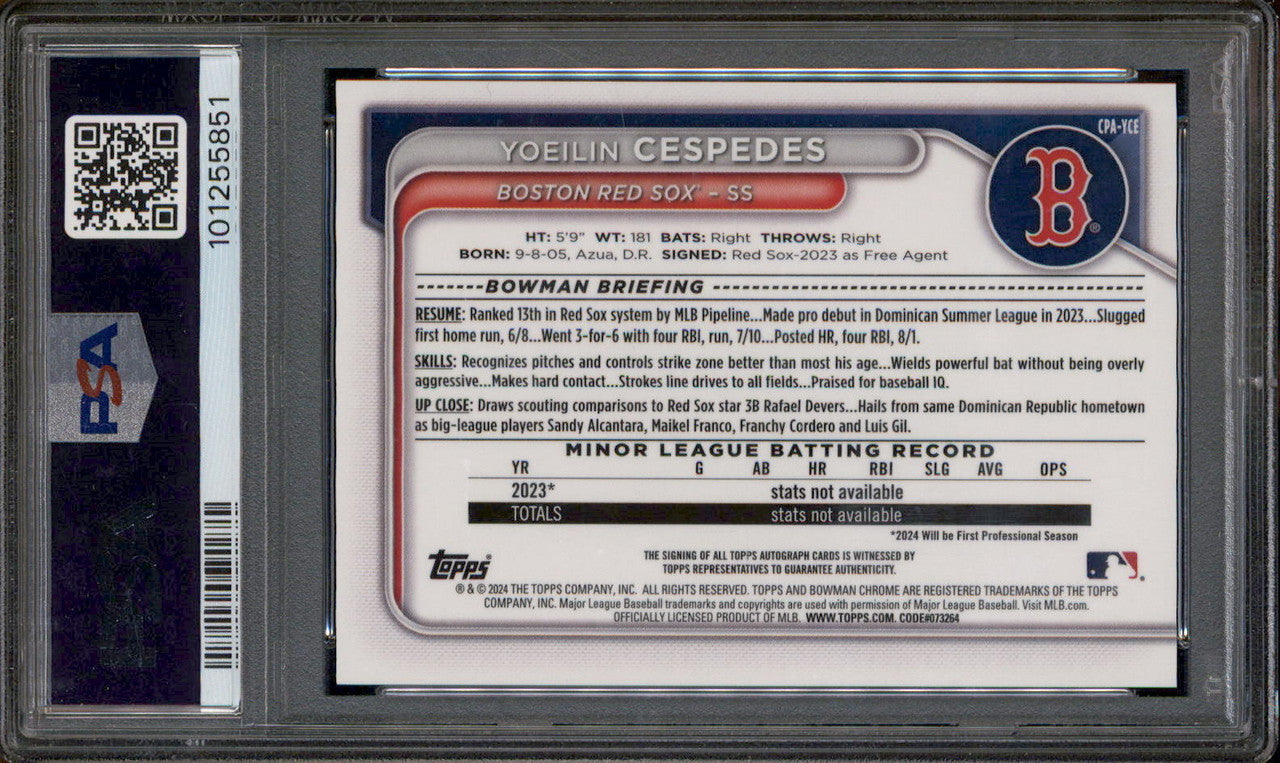 101255851
PSA
CPA-YCE
YOEILIN CESPEDES
BOSTON RED SOX® – SS
B®
HT: 5'9" WT: 181 BATS: Right THROWS: Right
BORN: 9-8-05, Azua, D.R. SIGNED: Red Sox-2023 as Free Agent
BOWMAN BRIEFING
RESUME: Ranked 13th in Red Sox system by MLB Pipeline...Made pro debut in Dominican Summer League in 2023...Slugged
first home run, 6/8...Went 3-for-6 with four RBI, run, 7/10...Posted HR, four RBI, 8/1.
SKILLS: Recognizes pitches and controls strike zone better than most his age...Wields powerful bat without being overly
aggressive...Makes hard contact...Strokes line drives to all fields...Praised for baseball IQ.
UP CLOSE: Draws scouting comparisons to Red Sox star 3B Rafael Devers...Hails from same Dominican Republic hometown
as big-league players Sandy Alcantara, Maikel Franco, Franchy Cordero and Luis Gil.
MINOR LEAGUE BATTING RECORD
YR G AB HR RBI SLG AVG OPS
2023* stats not available
TOTALS stats not available
*2024 Will be First Professional Season
Topps®
THE SIGNING OF ALL TOPPS AUTOGRAPH CARDS IS WITNESSED BY
TOPPS REPRESENTATIVES TO GUARANTEE AUTHENTICITY.
® & © 2024 THE TOPPS COMPANY, INC. ALL RIGHTS RESERVED. TOPPS AND BOWMAN CHROME ARE REGISTERED TRADEMARKS OF THE TOPPS
COMPANY, INC. Major League Baseball trademarks and copyrights are used with permission of Major League Baseball. Visit MLB.com.
OFFICIALLY LICENSED PRODUCT OF MLB. WWW.TOPPS.COM. CODE#073264